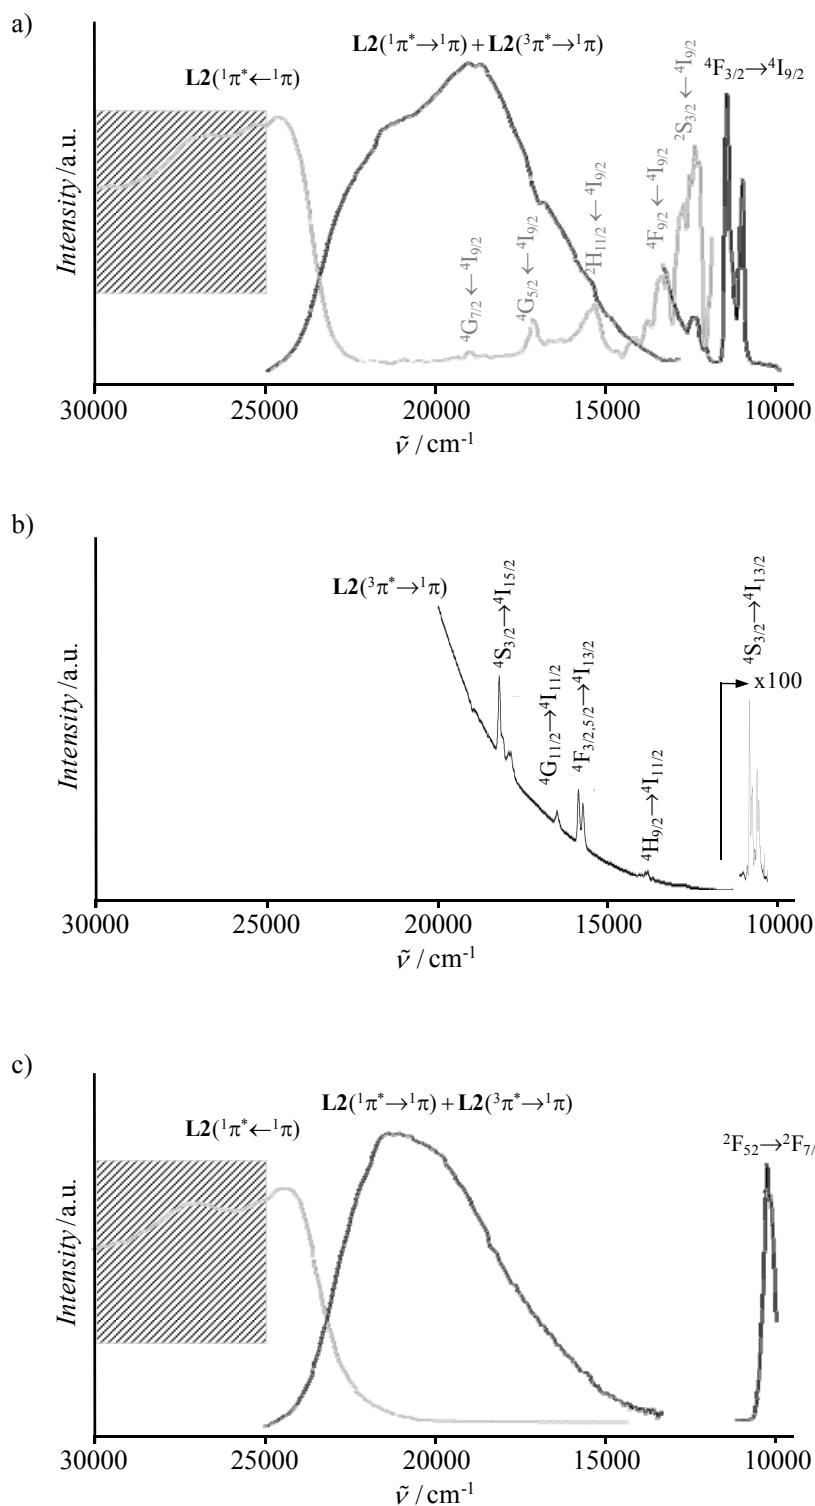 a)
L2(¹π*→¹π) + L2(³π*→¹π)
L2(¹π*←¹π)
⁴F₃/₂→⁴I₉/₂
²S₃/₂ ← ⁴I₉/₂
⁴F₉/₂ ← ⁴I₉/₂
²H₁₁/₂ ← ⁴I₉/₂
⁴G₅/₂ ← ⁴I₉/₂
⁴G₇/₂ ← ⁴I₉/₂
Intensity /a.u.
30000 25000 20000 15000 10000
ν̃ / cm⁻¹
b)
L2(³π*→¹π)
⁴S₃/₂→⁴I₁₅/₂
⁴G₁₁/₂→⁴I₁₁/₂
⁴F₃/₂,₅/₂→⁴I₁₃/₂
⁴H₉/₂→⁴I₁₁/₂
⁴S₃/₂→⁴I₁₃/₂
x100
Intensity /a.u.
30000 25000 20000 15000 10000
ν̃ / cm⁻¹
c)
L2(¹π*→¹π) + L2(³π*→¹π)
L2(¹π*←¹π)
²F₅₂→²F₇/
Intensity /a.u.
30000 25000 20000 15000 10000
ν̃ / cm⁻¹